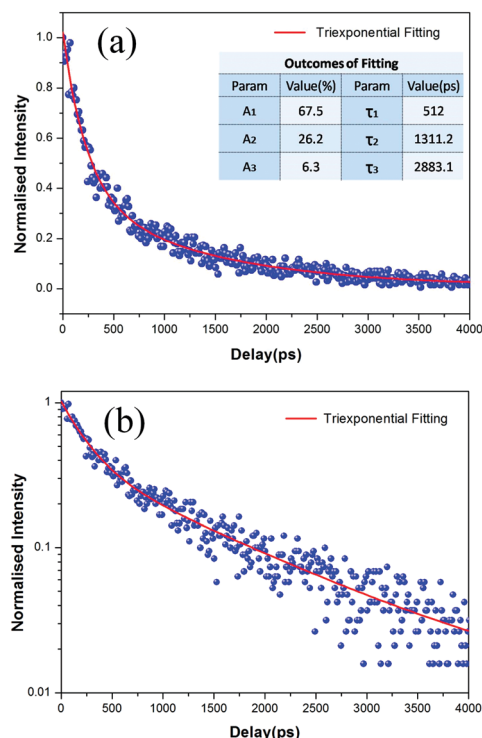 (a)
Triexponential Fitting
Outcomes of Fitting
Param Value(%) Param Value(ps)
A1 67.5 τ1 512
A2 26.2 τ2 1311.2
A3 6.3 τ3 2883.1
Normalised Intensity
1.0
0.8
0.6
0.4
0.2
0.0
0 500 1000 1500 2000 2500 3000 3500 4000
Delay(ps)
(b)
Triexponential Fitting
Normalised Intensity
1
0.1
0.01
0 500 1000 1500 2000 2500 3000 3500 4000
Delay(ps)